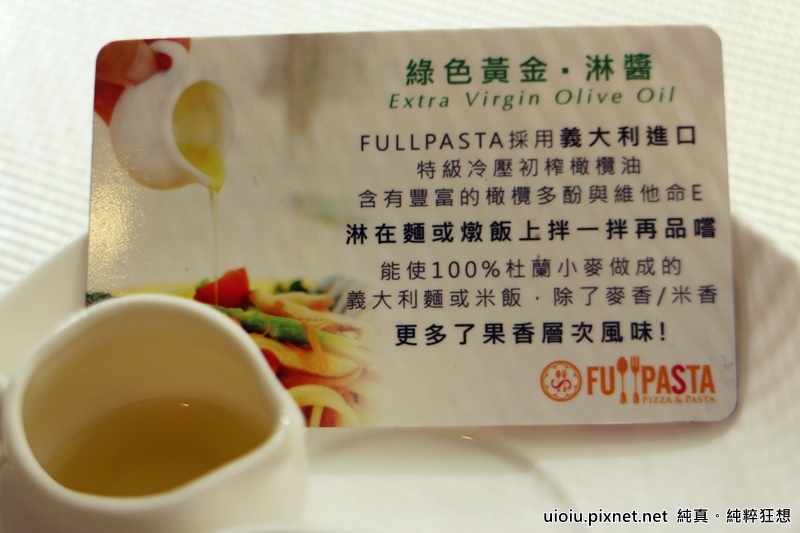 綠色黃金·淋醬
Extra Virgin Olive Oil
FULLPASTA採用義大利進口
特級冷壓初榨橄欖油
含有豐富的橄欖多酚與維他命E
淋在麵或燉飯上拌一拌再品嚐
能使100%杜蘭小麥做成的
義大利麵或米飯·除了麥香/米香
更多了果香層次風味!
FULLPASTA
PIZZA & PASTA
uioiu.pixnet.net 純真。純粹狂想